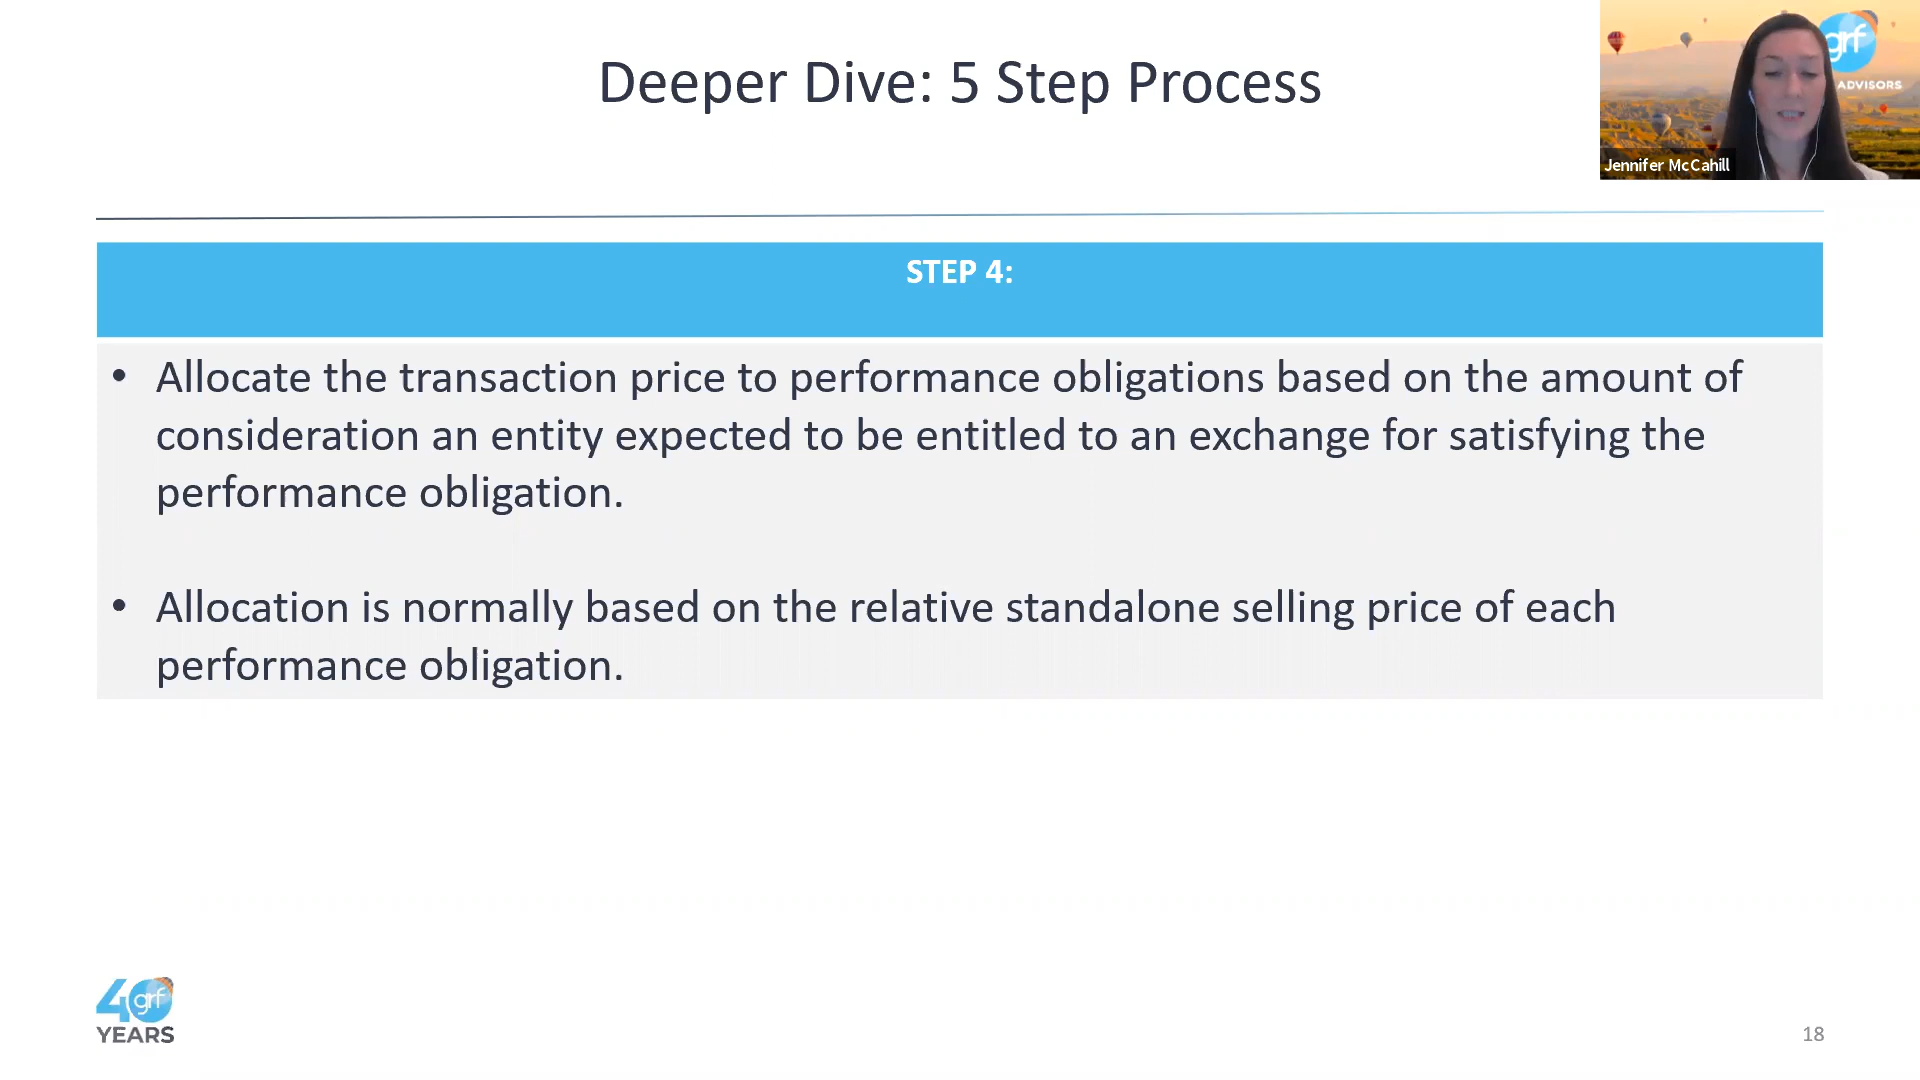 Deeper Dive: 5 Step Process
grf
ADVISORS
Jennifer McCahill
STEP 4:
• Allocate the transaction price to performance obligations based on the amount of
consideration an entity expected to be entitled to an exchange for satisfying the
performance obligation.
• Allocation is normally based on the relative standalone selling price of each
performance obligation.
40 grf
YEARS
18